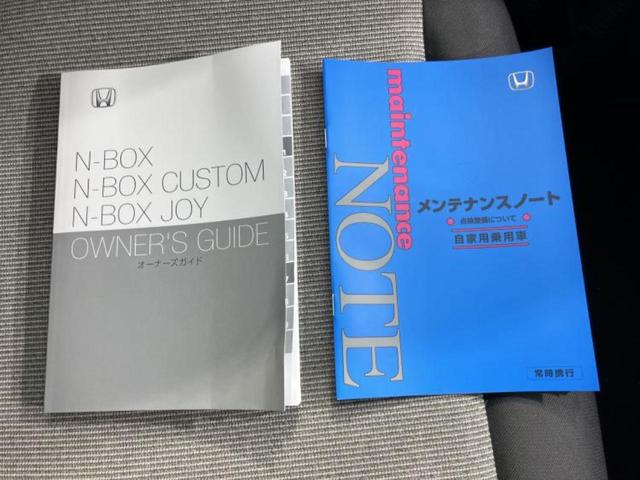 N-BOX
N-BOX CUSTOM
N-BOX JOY
OWNER'S GUIDE
オーナーズガイド
maintenance
NOTE
メンテナンスノート
点検整備について
自家用乗用車
常時携行